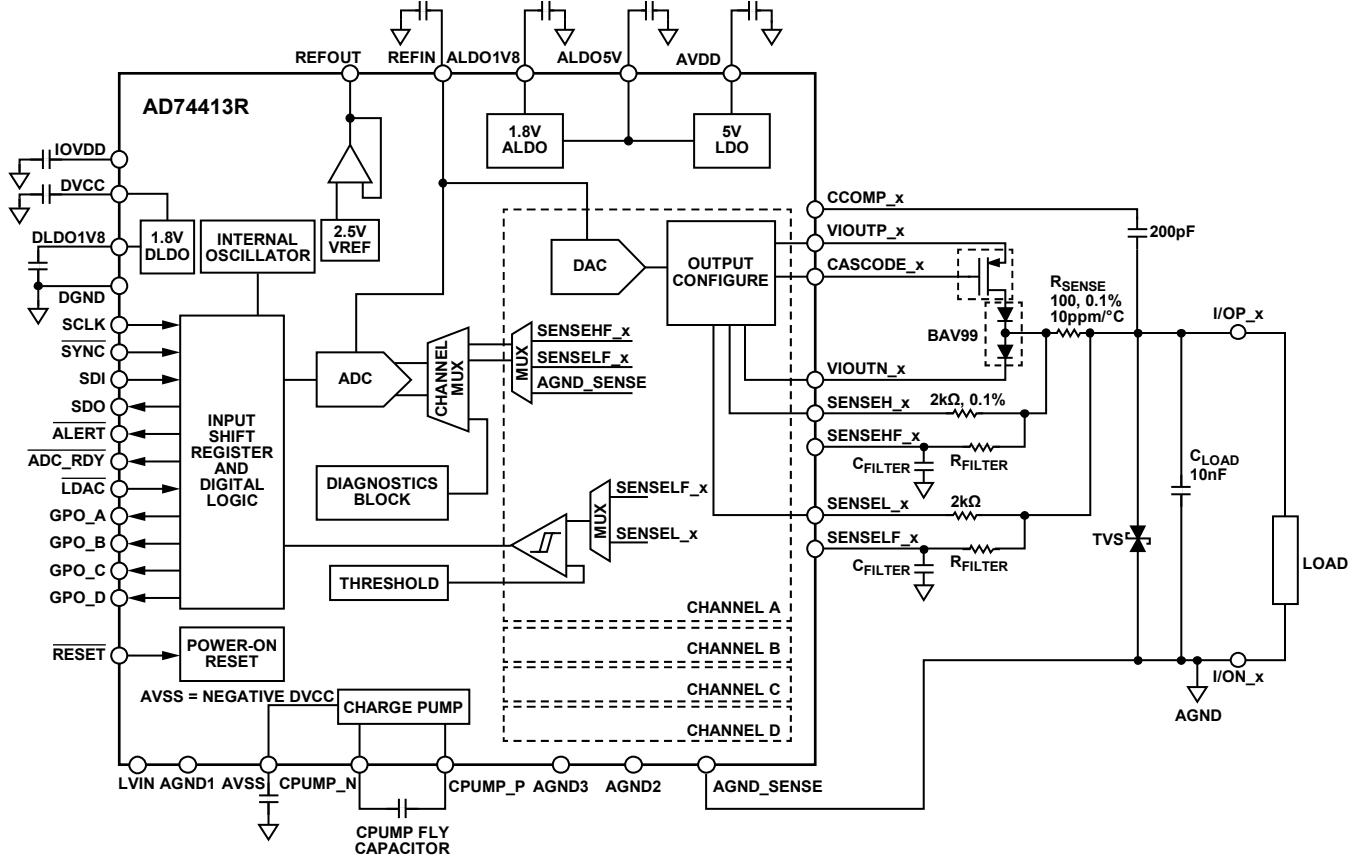 REFOUT
REFIN
ALDO1V8
ALDO5V
AVDD
AD74413R
IOVDD
DVCC
DLDO1V8
DGND
1.8V
DLDO
INTERNAL
OSCILLATOR
2.5V
VREF
1.8V
ALDO
5V
LDO
SCLK
SYNC
SDI
SDO
ALERT
ADC_RDY
LDAC
GPO_A
GPO_B
GPO_C
GPO_D
RESET
INPUT
SHIFT
REGISTER
AND
DIGITAL
LOGIC
POWER-ON
RESET
ADC
CHANNEL
MUX
DIAGNOSTICS
BLOCK
THRESHOLD
DAC
OUTPUT
CONFIGURE
MUX
SENSEHF_x
SENSELF_x
AGND_SENSE
MUX
SENSELF_x
SENSEL_x
CHANNEL A
CHANNEL B
CHANNEL C
CHANNEL D
AVSS = NEGATIVE DVCC
CHARGE PUMP
LVIN
AGND1
AVSS
CPUMP_N
CPUMP_P
AGND3
AGND2
AGND_SENSE
CPUMP FLY
CAPACITOR
CCOMP_x
VIOUTP_x
CASCODE_x
VIOUTN_x
SENSEH_x
SENSEHF_x
SENSEL_x
SENSELF_x
200pF
BAV99
RSENSE
100, 0.1%
10ppm/°C
2kΩ, 0.1%
CFILTER
RFILTER
2kΩ
CFILTER
RFILTER
I/OP_x
CLOAD
10nF
TVS
LOAD
I/ON_x
AGND